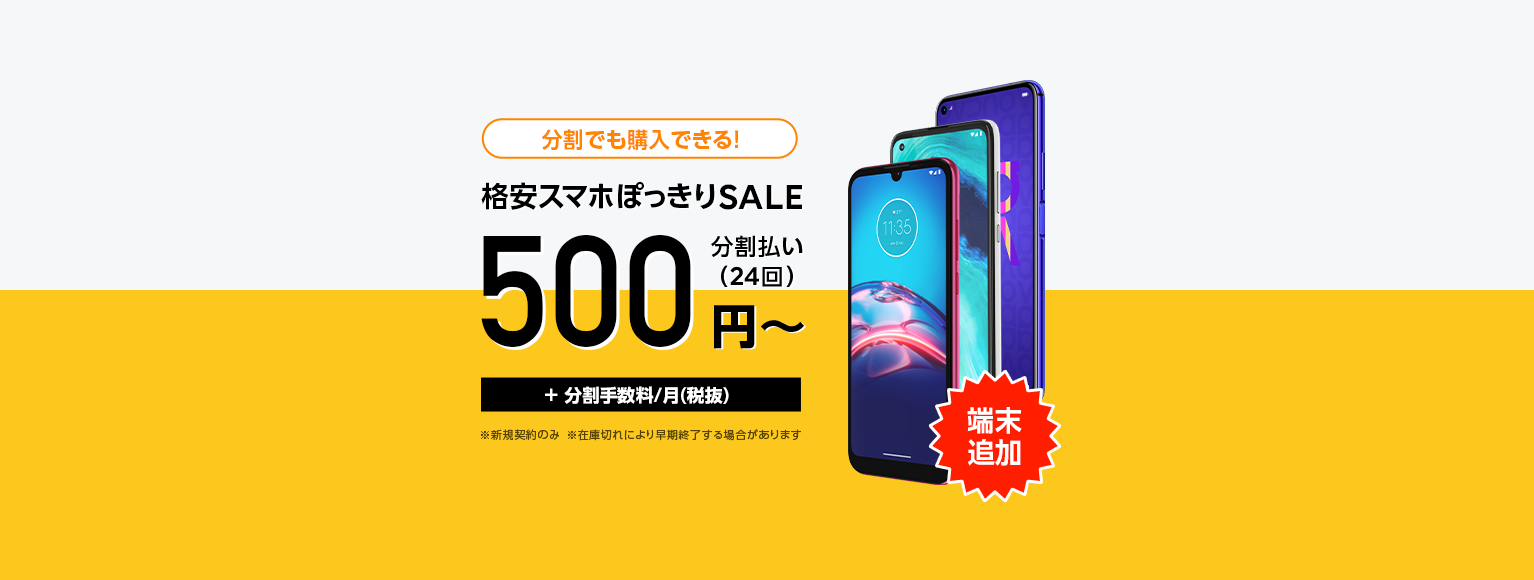 分割でも購入できる!
格安スマホぽっきりSALE
500
分割払い
(24回)
円〜
+ 分割手数料/月(税抜)
※新規契約のみ ※在庫切れにより早期終了する場合があります
11:35
端末
追加